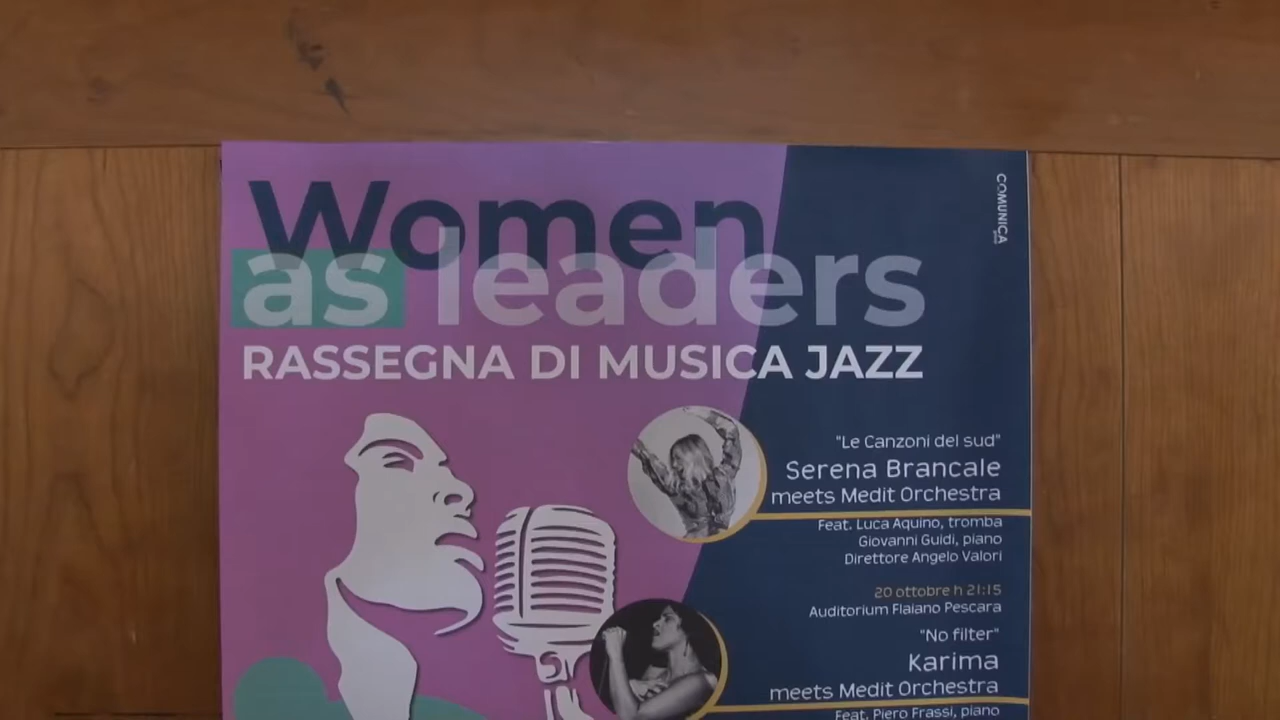 Women
as leaders
RASSEGNA DI MUSICA JAZZ
COMUNICA
"Le Canzoni del sud"
Serena Brancale
meets Medit Orchestra
Feat. Luca Aquino, tromba
Giovanni Guidi, piano
Direttore Angelo Valori
20 ottobre h 21:15
Auditorium Flaiano Pescara
"No filter"
Karima
meets Medit Orchestra
Feat. Piero Frassi, piano